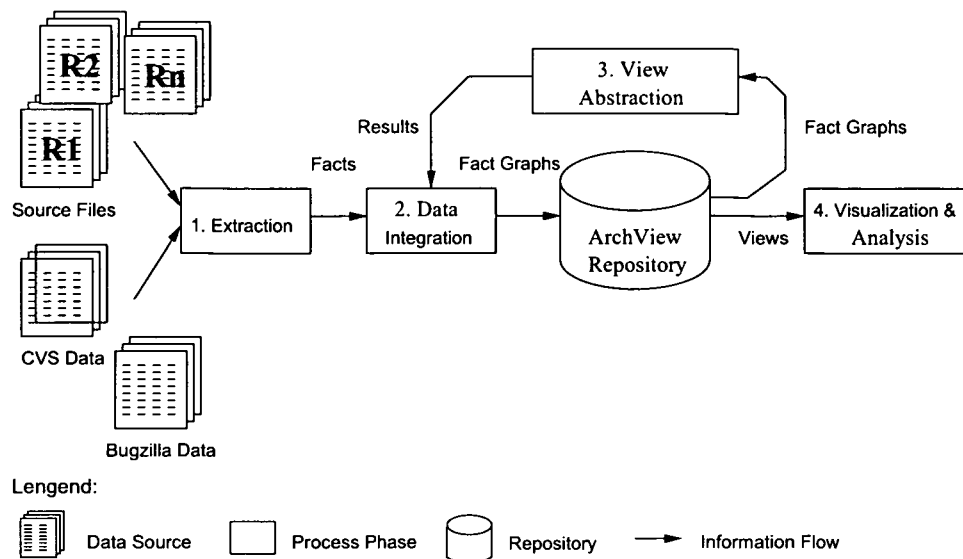 R2
Rn
R1
Source Files
CVS Data
Bugzilla Data
1. Extraction
Facts
Results
2. Data
Integration
Fact Graphs
3. View
Abstraction
Fact Graphs
ArchView
Repository
Views
4. Visualization &
Analysis
Lengend:
Data Source
Process Phase
Repository
Information Flow